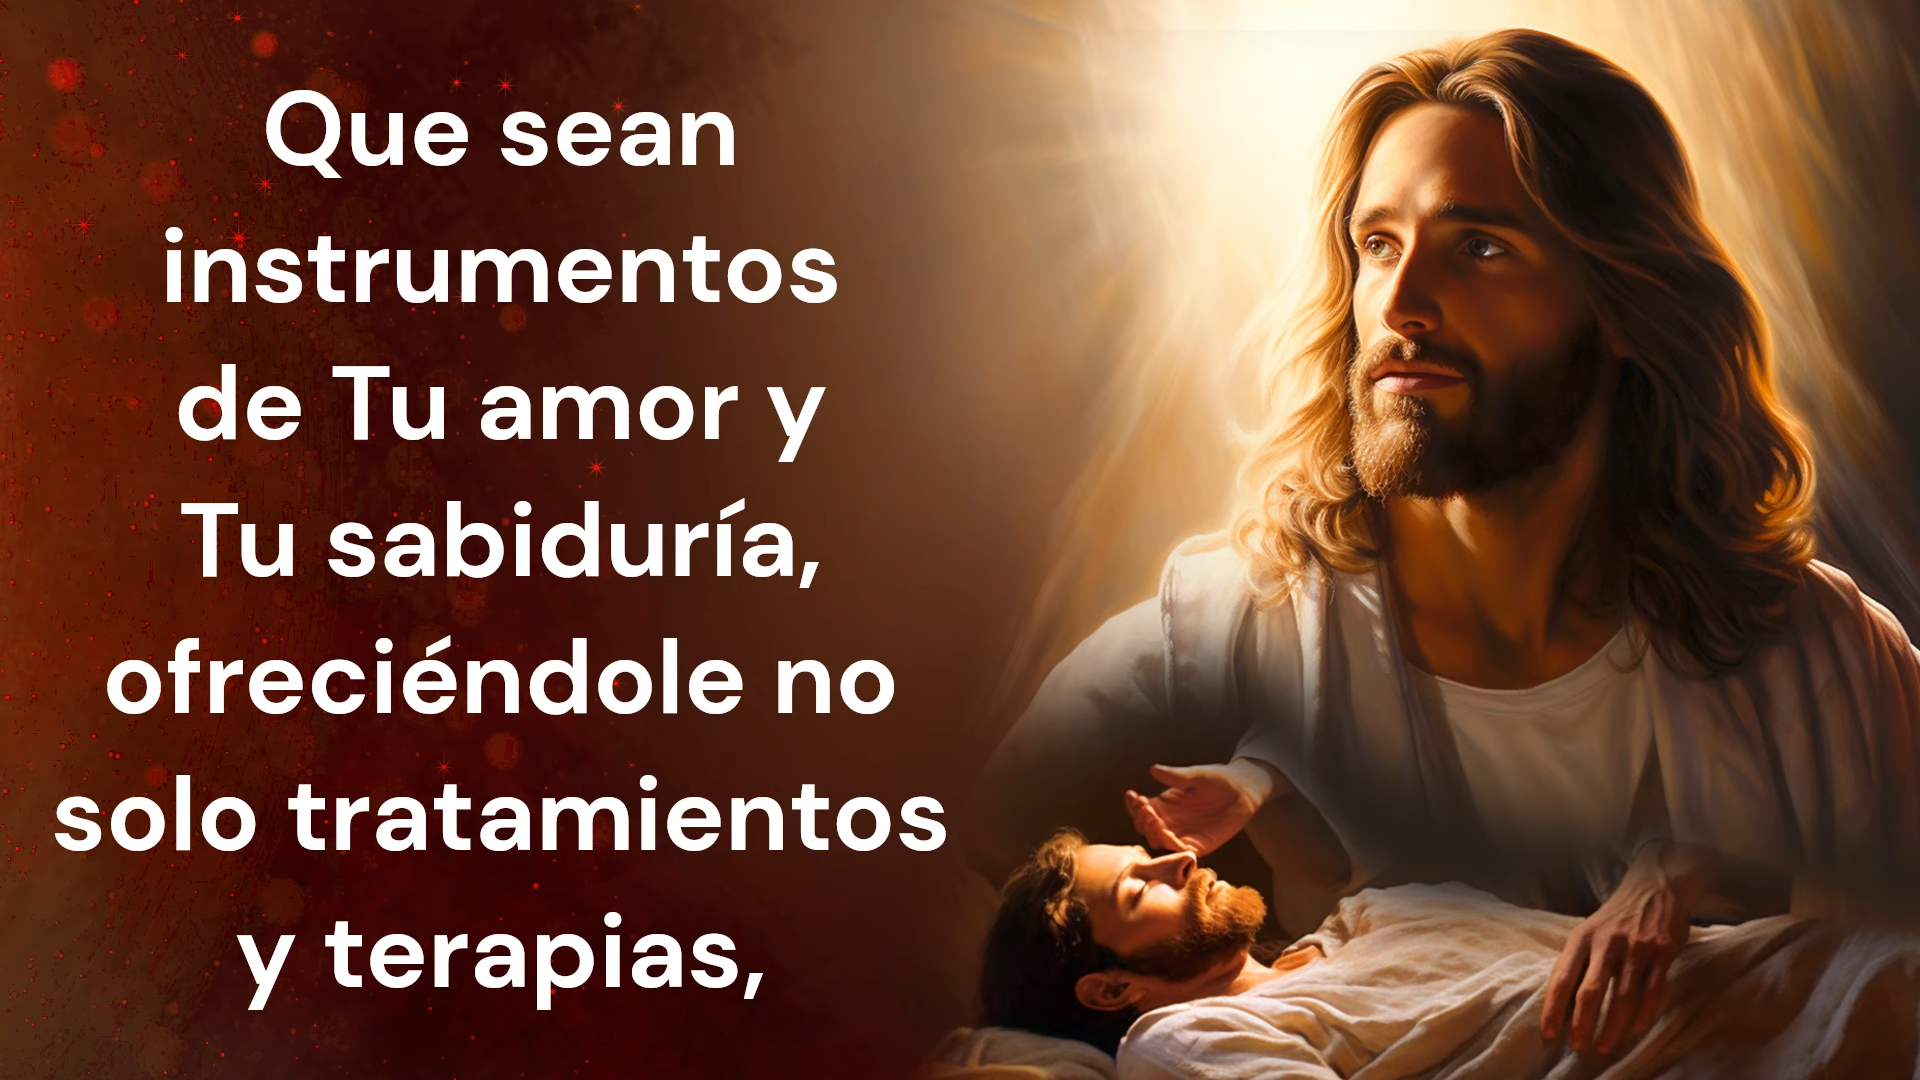 Que sean
instrumentos
de Tu amor y
Tu sabiduría,
ofreciéndole no
solo tratamientos
y terapias,